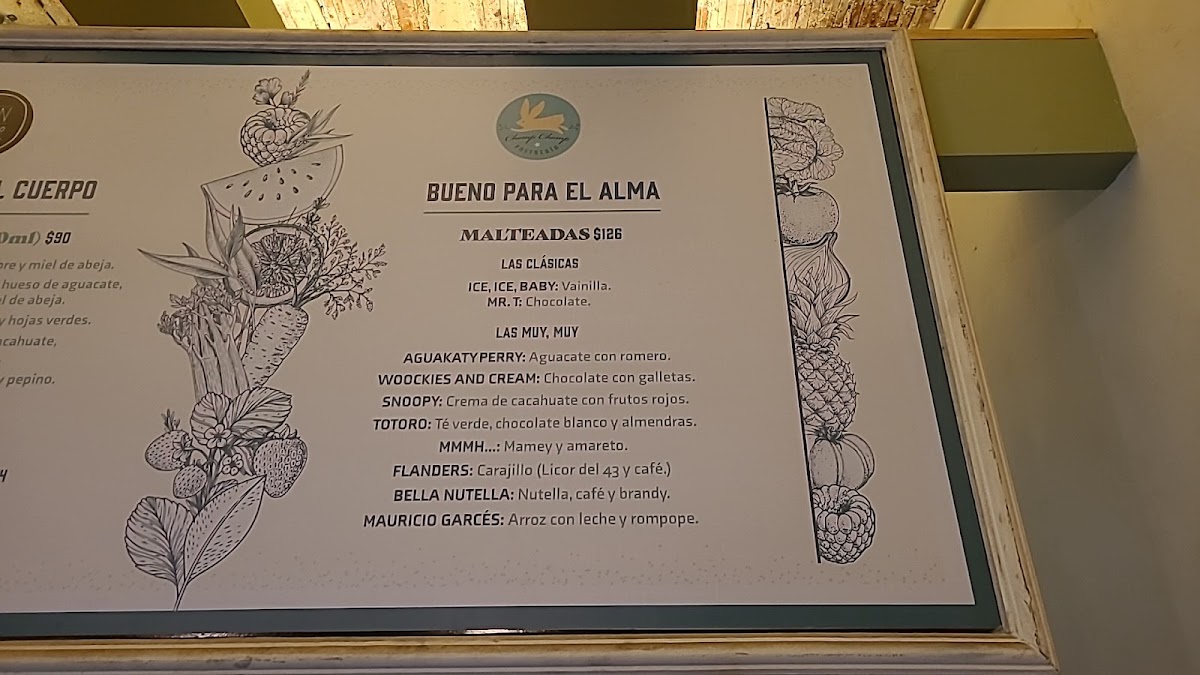 L CUERPO
0ml) $90
bre y miel de abeja.
hueso de aguacate,
el de abeja.
y hojas verdes.
acahuate,
y pepino.
BUENO PARA EL ALMA
MALTEADAS $126
LAS CLÁSICAS
ICE, ICE, BABY: Vainilla.
MR. T: Chocolate.
LAS MUY, MUY
AGUAKATYPERRY: Aguacate con romero.
WOOCKIES AND CREAM: Chocolate con galletas.
SNOOPY: Crema de cacahuate con frutos rojos.
TOTORO: Té verde, chocolate blanco y almendras.
MMMH...: Mamey y amareto.
FLANDERS: Carajillo (Licor del 43 y café.)
BELLA NUTELLA: Nutella, café y brandy.
MAURICIO GARCÉS: Arroz con leche y rompope.